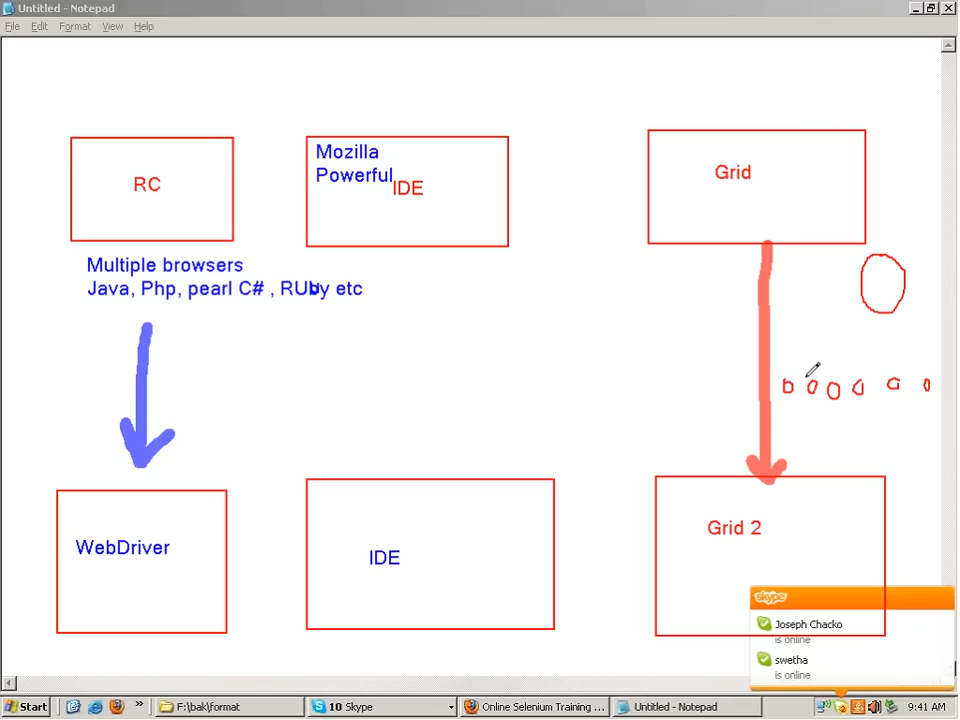 Untitled - Notepad
File Edit Format View Help
RC
Mozilla
Powerful
IDE
Grid
Multiple browsers
Java, Php, pearl C# , RUby etc
WebDriver
IDE
Grid 2
skype
Joseph Chacko
is online
swetha
is online
Start
F:\bak\format
10 Skype
Online Selenium Training ...
Untitled - Notepad
9:41 AM